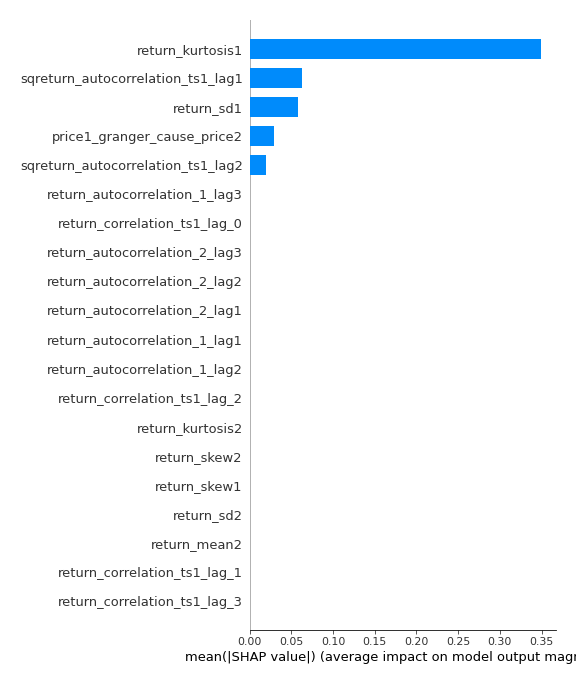 return_kurtosis1
sqreturn_autocorrelation_ts1_lag1
return_sd1
price1_granger_cause_price2
sqreturn_autocorrelation_ts1_lag2
return_autocorrelation_1_lag3
return_correlation_ts1_lag_0
return_autocorrelation_2_lag3
return_autocorrelation_2_lag2
return_autocorrelation_2_lag1
return_autocorrelation_1_lag1
return_autocorrelation_1_lag2
return_correlation_ts1_lag_2
return_kurtosis2
return_skew2
return_skew1
return_sd2
return_mean2
return_correlation_ts1_lag_1
return_correlation_ts1_lag_3
0.00 0.05 0.10 0.15 0.20 0.25 0.30 0.35
mean(|SHAP value|) (average impact on model output magn